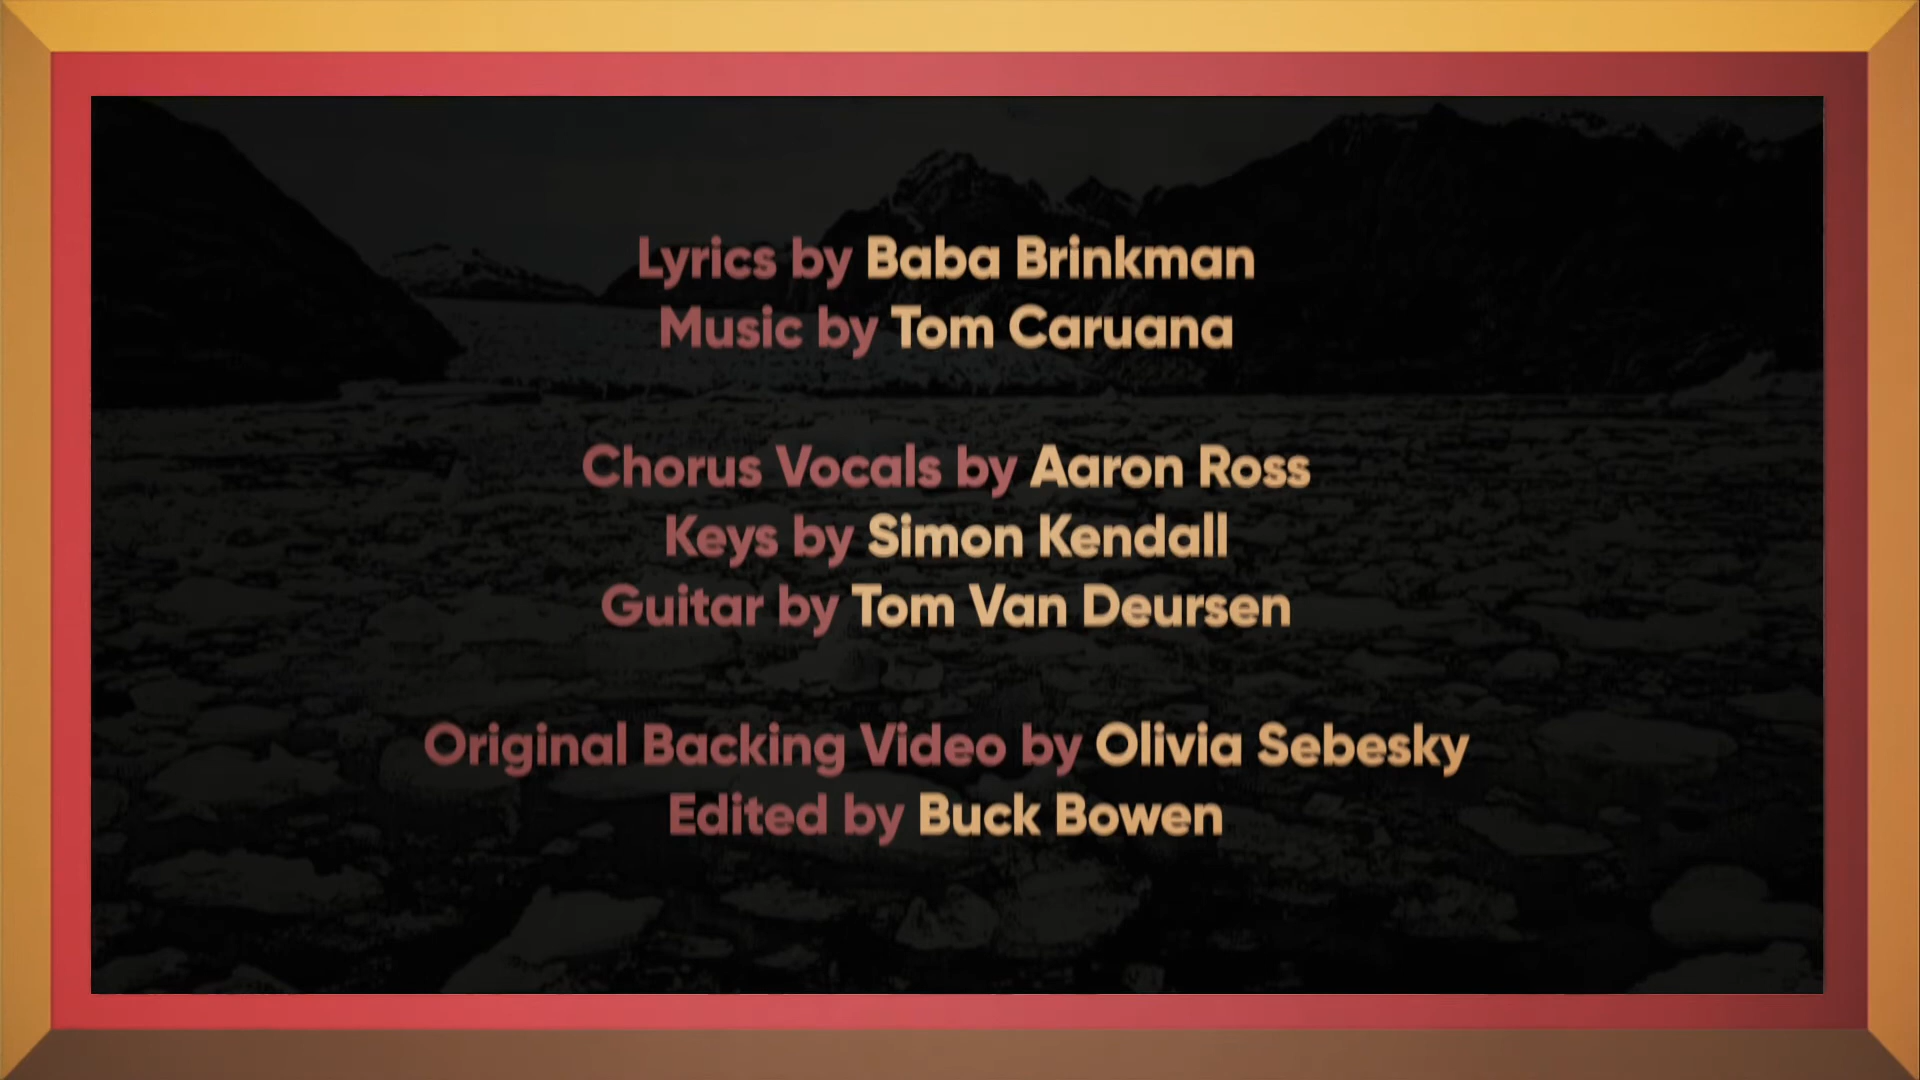 Lyrics by Baba Brinkman
Music by Tom Caruana
Chorus Vocals by Aaron Ross
Keys by Simon Kendall
Guitar by Tom Van Deursen
Original Backing Video by Olivia Sebesky
Edited by Buck Bowen